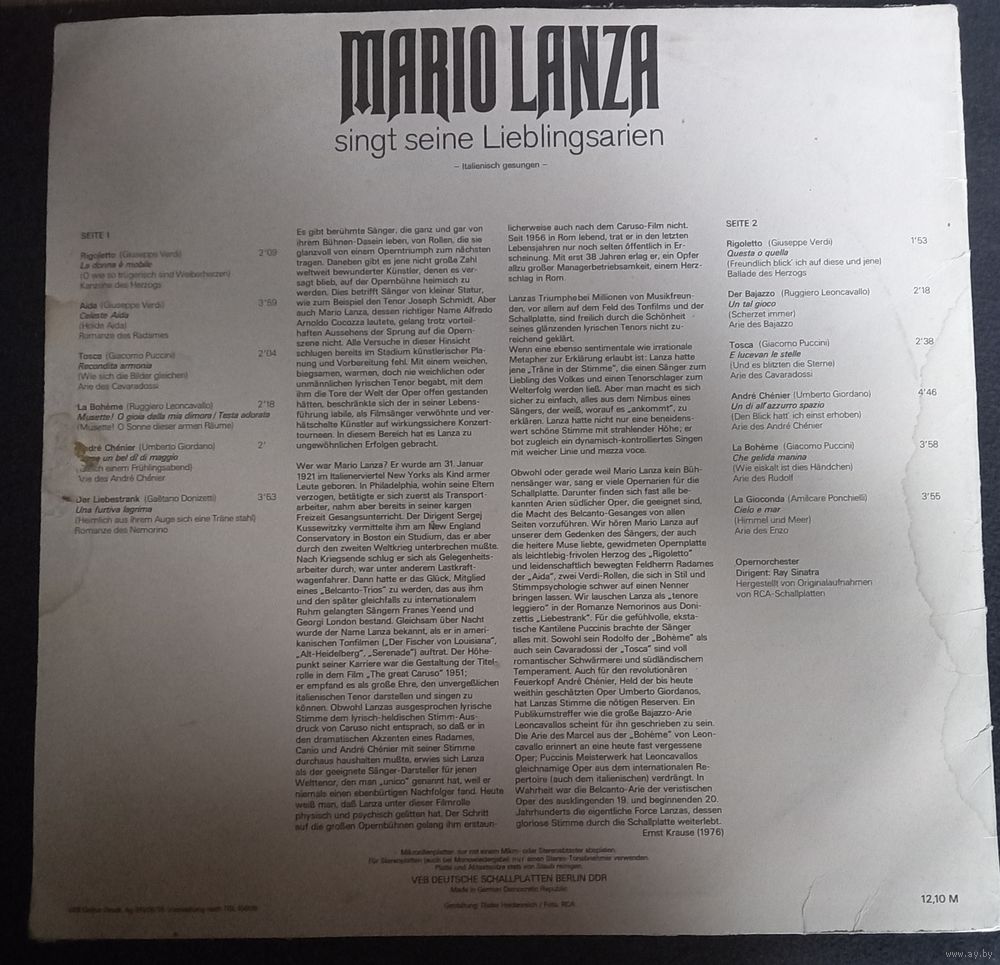 MARIO LANZA
singt seine Lieblingsarien
– Italienisch gesungen –
SEITE 1
Rigoletto (Giuseppe Verdi) 2'09
La donna è mobile
(O wie so trügerisch sind Weiberherzen)
Kanzone des Herzogs
Aida (Giuseppe Verdi) 3'59
Celeste Aida
(Holde Aida)
Romanze des Radames
Tosca (Giacomo Puccini) 2'04
Recondita armonia
(Wie sich die Bilder gleichen)
Arie des Cavaradossi
La Bohème (Ruggiero Leoncavallo) 2'18
Musette! O gioia dalla mia dimora / Testa adorata
(Musette! O Sonne dieser armen Räume)
André Chénier (Umberto Giordano) 2'
un bel dì di maggio
einem Frühlingsabend)
Arie des André Chénier
Der Liebestrank (Gaëtano Donizetti) 3'53
Una furtiva lagrima
(Heimlich aus ihrem Auge sich eine Träne stahl)
Romanze des Nemorino
Es gibt berühmte Sänger, die ganz und gar von
ihrem Bühnen-Dasein leben, von Rollen, die sie
glanzvoll von einem Operntriumph zum nächsten
tragen. Daneben gibt es jene nicht große Zahl
weltweit bewunderter Künstler, denen es ver-
sagt blieb, auf der Opernbühne heimisch zu
werden. Dies betrifft Sänger von kleiner Statur,
wie zum Beispiel den Tenor Joseph Schmidt. Aber
auch Mario Lanza, dessen richtiger Name Alfredo
Arnoldo Cocozza lautete, gelang trotz vorteil-
haften Aussehens der Sprung auf die Opern-
szene nicht. Alle Versuche in dieser Hinsicht
schlugen bereits im Stadium künstlerischer Pla-
nung und Vorbereitung fehl. Mit einem weichen,
biegsamen, warmen, doch nie weichlichen oder
unmännlichen lyrischen Tenor begabt, mit dem
ihm die Tore der Welt der Oper offen gestanden
hätten, beschränkte sich der in seiner Lebens-
führung labile, als Filmsänger verwöhnte und ver-
hätschelte Künstler auf wirkungssichere Konzert-
tourneen. In diesem Bereich hat es Lanza zu
ungewöhnlichen Erfolgen gebracht.
Wer war Mario Lanza? Er wurde am 31. Januar
1921 im Italienerviertel New Yorks als Kind armer
Leute geboren. In Philadelphia, wohin seine Eltern
verzogen, betätigte er sich zuerst als Transport-
arbeiter, nahm aber bereits in seiner kargen
Freizeit Gesangsunterricht. Der Dirigent Sergej
Kussewitzky vermittelte ihm am New England
Conservatory in Boston ein Studium, das er aber
durch den zweiten Weltkrieg unterbrechen mußte.
Nach Kriegsende schlug er sich als Gelegenheits-
arbeiter durch, war unter anderem Lastkraft-
wagenfahrer. Dann hatte er das Glück, Mitglied
eines „Belcanto-Trios“ zu werden, das aus ihm
und den später gleichfalls zu internationalem
Ruhm gelangten Sängern Franes Yeend und
Georgi London bestand. Gleichsam über Nacht
wurde der Name Lanza bekannt, als er in ameri-
kanischen Tonfilmen („Der Fischer von Louisiana“,
„Alt-Heidelberg“, „Serenade“) auftrat. Der Höhe-
punkt seiner Karriere war die Gestaltung der Titel-
rolle in dem Film „The great Caruso“ 1951;
er empfand es als große Ehre, den unvergeßlichen
italienischen Tenor darstellen und singen zu
können. Obwohl Lanzas ausgesprochen lyrische
Stimme dem lyrisch-heldischen Stimm-Aus-
druck von Caruso nicht entsprach, so daß er in
den dramatischen Akzenten eines Radames,
Canio und André Chénier mit seiner Stimme
durchaus haushalten mußte, erwies sich Lanza
als der geeignete Sänger-Darsteller für jenen
Welttenor, den man „unico“ genannt hat, weil er
niemals einen ebenbürtigen Nachfolger fand. Heute
weiß man, daß Lanza unter dieser Filmrolle
physisch und psychisch gelitten hat. Der Schritt
auf die großen Opernbühnen gelang ihm erstaun-
licherweise auch nach dem Caruso-Film nicht.
Seit 1956 in Rom lebend, trat er in den letzten
Lebensjahren nur noch selten öffentlich in Er-
scheinung. Mit erst 38 Jahren erlag er, ein Opfer
allzu großer Managerbetriebsamkeit, einem Herz-
schlag in Rom.
Lanzas Triumphe bei Millionen von Musikfreun-
den, vor allem auf dem Feld des Tonfilms und der
Schallplatte, sind freilich durch die Schönheit
seines glänzenden lyrischen Tenors nicht zu-
reichend geklärt.
Wenn eine ebenso sentimentale wie irrationale
Metapher zur Erklärung erlaubt ist: Lanza hatte
jene „Träne in der Stimme“, die einen Sänger zum
Liebling des Volkes und einen Tenorschlager zum
Welterfolg werden ließ. Aber man macht es sich
sicher zu einfach, alles aus dem Nimbus eines
Sängers, der weiß, worauf es „ankommt“, zu
erklären. Lanza hatte nicht nur eine beneidens-
wert schöne Stimme mit strahlender Höhe; er
bot zugleich ein dynamisch-kontrolliertes Singen
mit weicher Linie und mezza voce.
Obwohl oder gerade weil Mario Lanza kein Büh-
nensänger war, sang er viele Opernarien für die
Schallplatte. Darunter finden sich fast alle be-
kannten Arien südlicher Oper, die geeignet sind,
die Macht des Belcanto-Gesanges von allen
Seiten vorzuführen. Wir hören Mario Lanza auf
unserer dem Gedenken des Sängers, der auch
die heitere Muse liebte, gewidmeten Opernplatte
als leichtlebig-frivolen Herzog des „Rigoletto“
und leidenschaftlich bewegten Feldherrn Radames
der „Aida“, zwei Verdi-Rollen, die sich in Stil und
Stimmpsychologie schwer auf einen Nenner
bringen lassen. Wir lauschen Lanza als „tenore
leggiero“ in der Romanze Nemorinos aus Doni-
zettis „Liebestrank“. Für die gefühlvolle, eksta-
tische Kantilene Puccinis brachte der Sänger
alles mit. Sowohl sein Rodolfo der „Bohème“ als
auch sein Cavaradossi der „Tosca“ sind voll
romantischer Schwärmerei und südländischem
Temperament. Auch für den revolutionären
Feuerkopf André Chénier, Held der bis heute
weithin geschätzten Oper Umberto Giordanos,
hat Lanzas Stimme die nötigen Reserven. Ein
Publikumstreffer wie die große Bajazzo-Arie
Leoncavallos scheint für ihn geschrieben zu sein.
Die Arie des Marcel aus der „Bohème“ von Leon-
cavallo erinnert an eine heute fast vergessene
Oper; Puccinis Meisterwerk hat Leoncavallos
gleichnamige Oper aus dem internationalen Re-
pertoire (auch dem italienischen) verdrängt. In
Wahrheit war die Belcanto-Arie der veristischen
Oper des ausklingenden 19. und beginnenden 20.
Jahrhunderts die eigentliche Force Lanzas, dessen
gloriose Stimme durch die Schallplatte weiterlebt.
Ernst Krause (1976)
SEITE 2
Rigoletto (Giuseppe Verdi) 1'53
Questa o quella
(Freundlich blick' ich auf diese und jene)
Ballade des Herzogs
Der Bajazzo (Ruggiero Leoncavallo) 2'18
Un tal gioco
(Scherzet immer)
Arie des Bajazzo
Tosca (Giacomo Puccini) 2'38
E lucevan le stelle
(Und es blitzten die Sterne)
Arie des Cavaradossi
André Chénier (Umberto Giordano) 4'46
Un dì all' azzurro spazio
(Den Blick hatt' ich einst erhoben)
Arie des André Chénier
La Bohème (Giacomo Puccini) 3'58
Che gelida manina
(Wie eiskalt ist dies Händchen)
Arie des Rudolf
La Gioconda (Amilcare Ponchielli) 3'55
Cielo e mar
(Himmel und Meer)
Arie des Enzo
Opernorchester
Dirigent: Ray Sinatra
Hergestellt von Originalaufnahmen
von RCA-Schallplatten
Mikrorillenplatten nur mit einem Mikro- oder Stereoabtaster abspielen.
Für Stereoplatten (auch bei Monowiedergabe) nur einen Stereo-Tonabnehmer verwenden.
Platte und Abtastspitze stets von Staub reinigen.
VEB DEUTSCHE SCHALLPLATTEN BERLIN DDR
Made in German Democratic Republic
Gestaltung: Dieter Heidenreich / Foto: RCA
12,10 M
www.ay.by